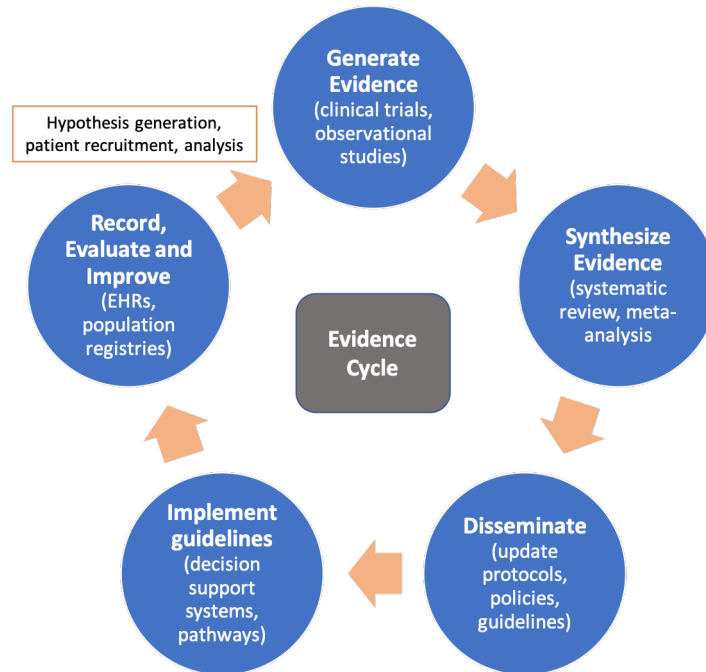 Generate
Evidence
(clinical trials,
observational
studies)
Hypothesis generation,
patient recruitment, analysis
Record,
Evaluate and
Improve
(EHRs,
population
registries)
Synthesize
Evidence
(systematic
review, meta-
analysis
Evidence
Cycle
Implement
guidelines
(decision
support
systems,
pathways)
Disseminate
(update
protocols,
policies,
guidelines)